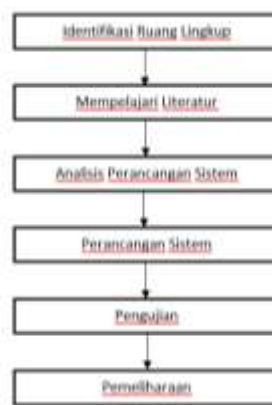 Identifikasi Ruang Lingkup
Mempelajari Literatur
Analisis Perancangan Sistem
Perancangan Sistem
Pengujian
Pemeliharaan